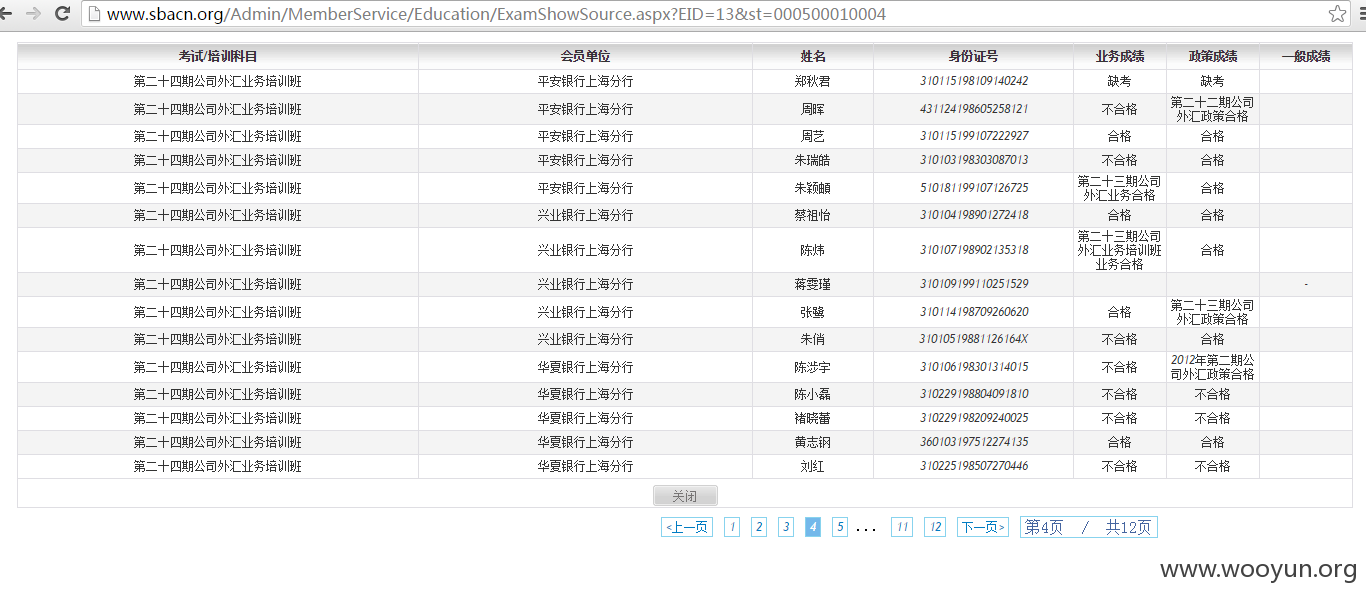 www.sbacn.org/Admin/MemberService/Education/ExamShowSource.aspx?EID=13&st=000500010004
考试/培训科目 会员单位 姓名 身份证号 业务成绩 政策成绩 一般成绩
第二十四期公司外汇业务培训班 平安银行上海分行 郑秋君 310115198109140242 缺考 缺考
第二十四期公司外汇业务培训班 平安银行上海分行 周晖 431124198605258121 不合格 第二十二期公司
外汇政策合格
第二十四期公司外汇业务培训班 平安银行上海分行 周艺 310115199107222927 合格 合格
第二十四期公司外汇业务培训班 平安银行上海分行 朱瑞皓 310103198303087013 不合格 合格
第二十四期公司外汇业务培训班 平安银行上海分行 朱颖 510181199107126725 第二十三期公司
外汇业务合格 合格
第二十四期公司外汇业务培训班 兴业银行上海分行 蔡祖怡 310104198901272418 合格 合格
第二十四期公司外汇业务培训班 兴业银行上海分行 陈炜 310107198902135318 第二十三期公司
外汇业务培训班
业务合格 合格
第二十四期公司外汇业务培训班 兴业银行上海分行 蒋雯瑾 310109199110251529 -
第二十四期公司外汇业务培训班 兴业银行上海分行 张 310114198709260620 合格 第二十三期公司
外汇政策合格
第二十四期公司外汇业务培训班 兴业银行上海分行 朱俏 31010519881126164X 不合格 合格
第二十四期公司外汇业务培训班 华夏银行上海分行 陈涉宇 310106198301314015 不合格 2012年第二期公
司外汇政策合格
第二十四期公司外汇业务培训班 华夏银行上海分行 陈小磊 310229198804091810 不合格 不合格
第二十四期公司外汇业务培训班 华夏银行上海分行 褚晓蕾 310229198209240025 不合格 不合格
第二十四期公司外汇业务培训班 华夏银行上海分行 黄志钢 360103197512274135 合格 合格
第二十四期公司外汇业务培训班 华夏银行上海分行 刘红 310225198507270446 不合格 不合格
关闭
<上一页 1 2 3 4 5 ... 11 12 下一页> 第4页 / 共12页
www.wooyun.org